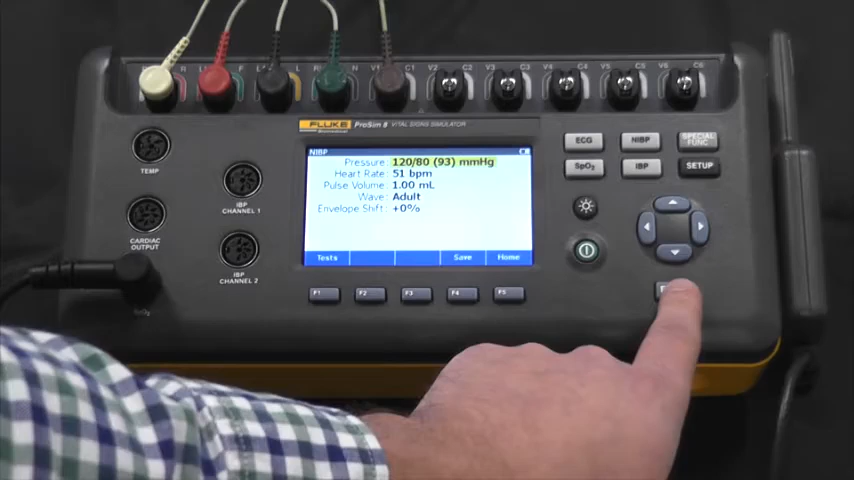 C1 V2 C2 V3 C3 V4 C4 V5 C5 V6 C6
FLUKE ProSim 8 VITAL SIGNS SIMULATOR
Biomedical
ECG NIBP SPECIAL FUNC
SpO2 IBP SETUP
TEMP
IBP CHANNEL 1
CARDIAC OUTPUT
IBP CHANNEL 2
NIBP
Pressure: 120/80 (93) mmHg
Heart Rate: 51 bpm
Pulse Volume: 1.00 mL
Wave: Adult
Envelope Shift: +0%
Tests Save Home
F1 F2 F3 F4 F5